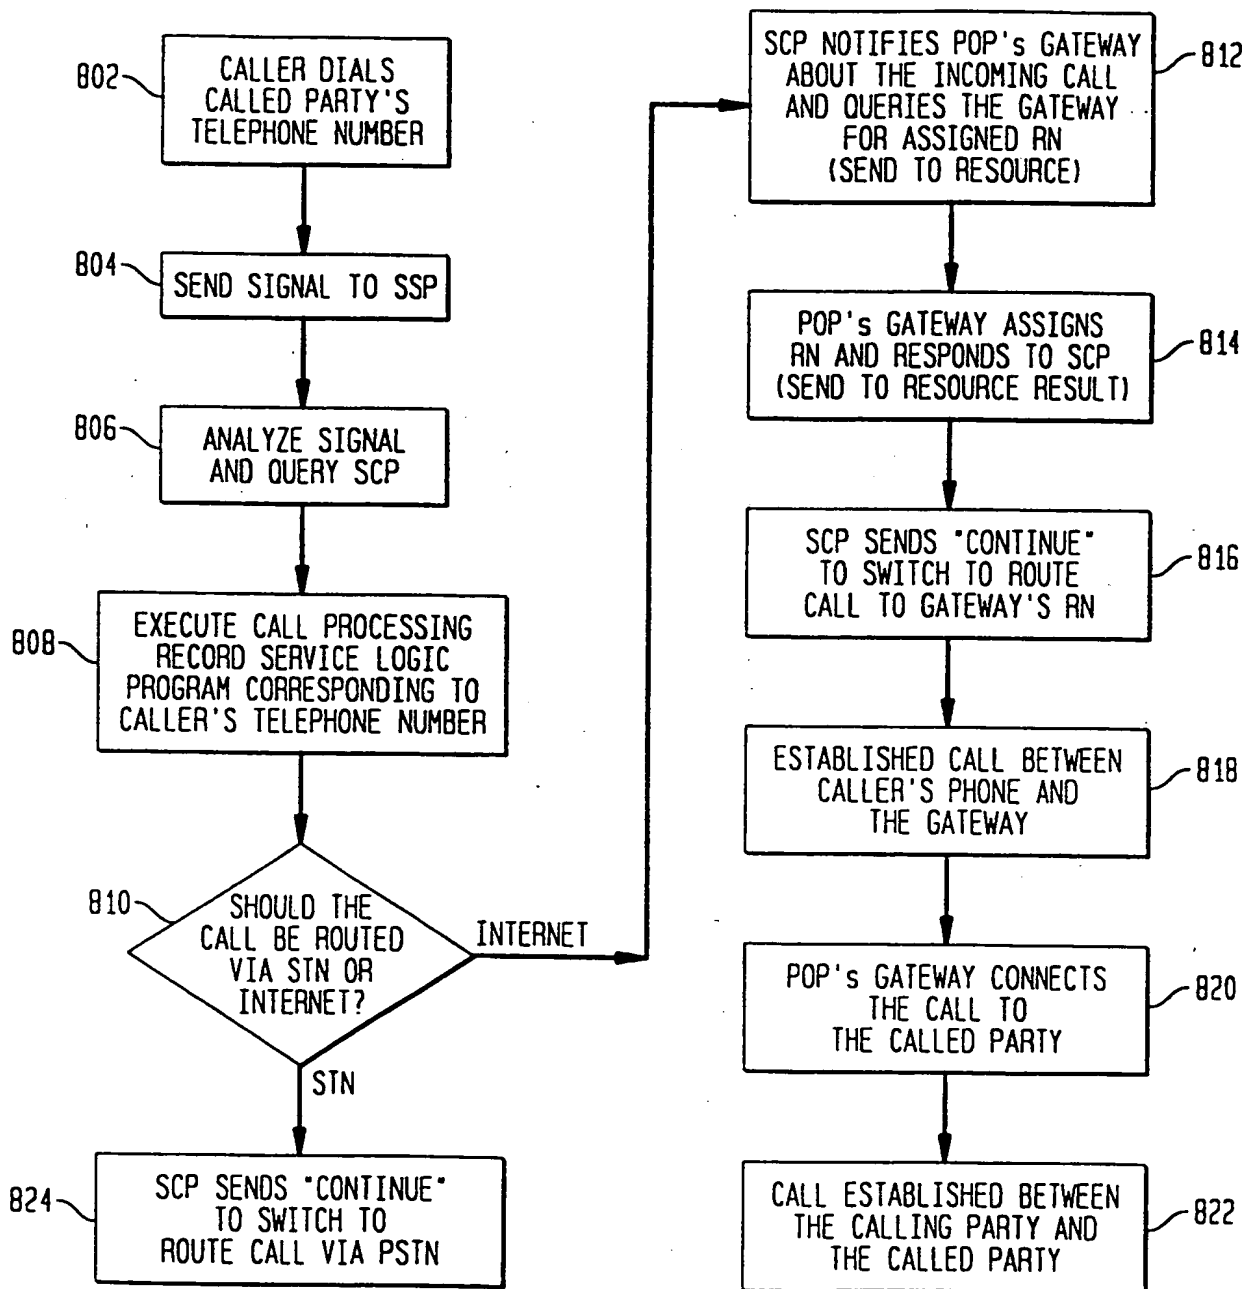 802
CALLER DIALS
CALLED PARTY'S
TELEPHONE NUMBER
804
SEND SIGNAL TO SSP
806
ANALYZE SIGNAL
AND QUERY SCP
808
EXECUTE CALL PROCESSING
RECORD SERVICE LOGIC
PROGRAM CORRESPONDING TO
CALLER'S TELEPHONE NUMBER
810
SHOULD THE
CALL BE ROUTED
VIA STN OR
INTERNET?
INTERNET
STN
824
SCP SENDS "CONTINUE"
TO SWITCH TO
ROUTE CALL VIA PSTN
SCP NOTIFIES POP's GATEWAY
ABOUT THE INCOMING CALL
AND QUERIES THE GATEWAY
FOR ASSIGNED RN
(SEND TO RESOURCE)
812
POP's GATEWAY ASSIGNS
RN AND RESPONDS TO SCP
(SEND TO RESOURCE RESULT)
814
SCP SENDS "CONTINUE"
TO SWITCH TO ROUTE
CALL TO GATEWAY'S RN
816
ESTABLISHED CALL BETWEEN
CALLER'S PHONE AND
THE GATEWAY
818
POP's GATEWAY CONNECTS
THE CALL TO
THE CALLED PARTY
820
CALL ESTABLISHED BETWEEN
THE CALLING PARTY AND
THE CALLED PARTY
822